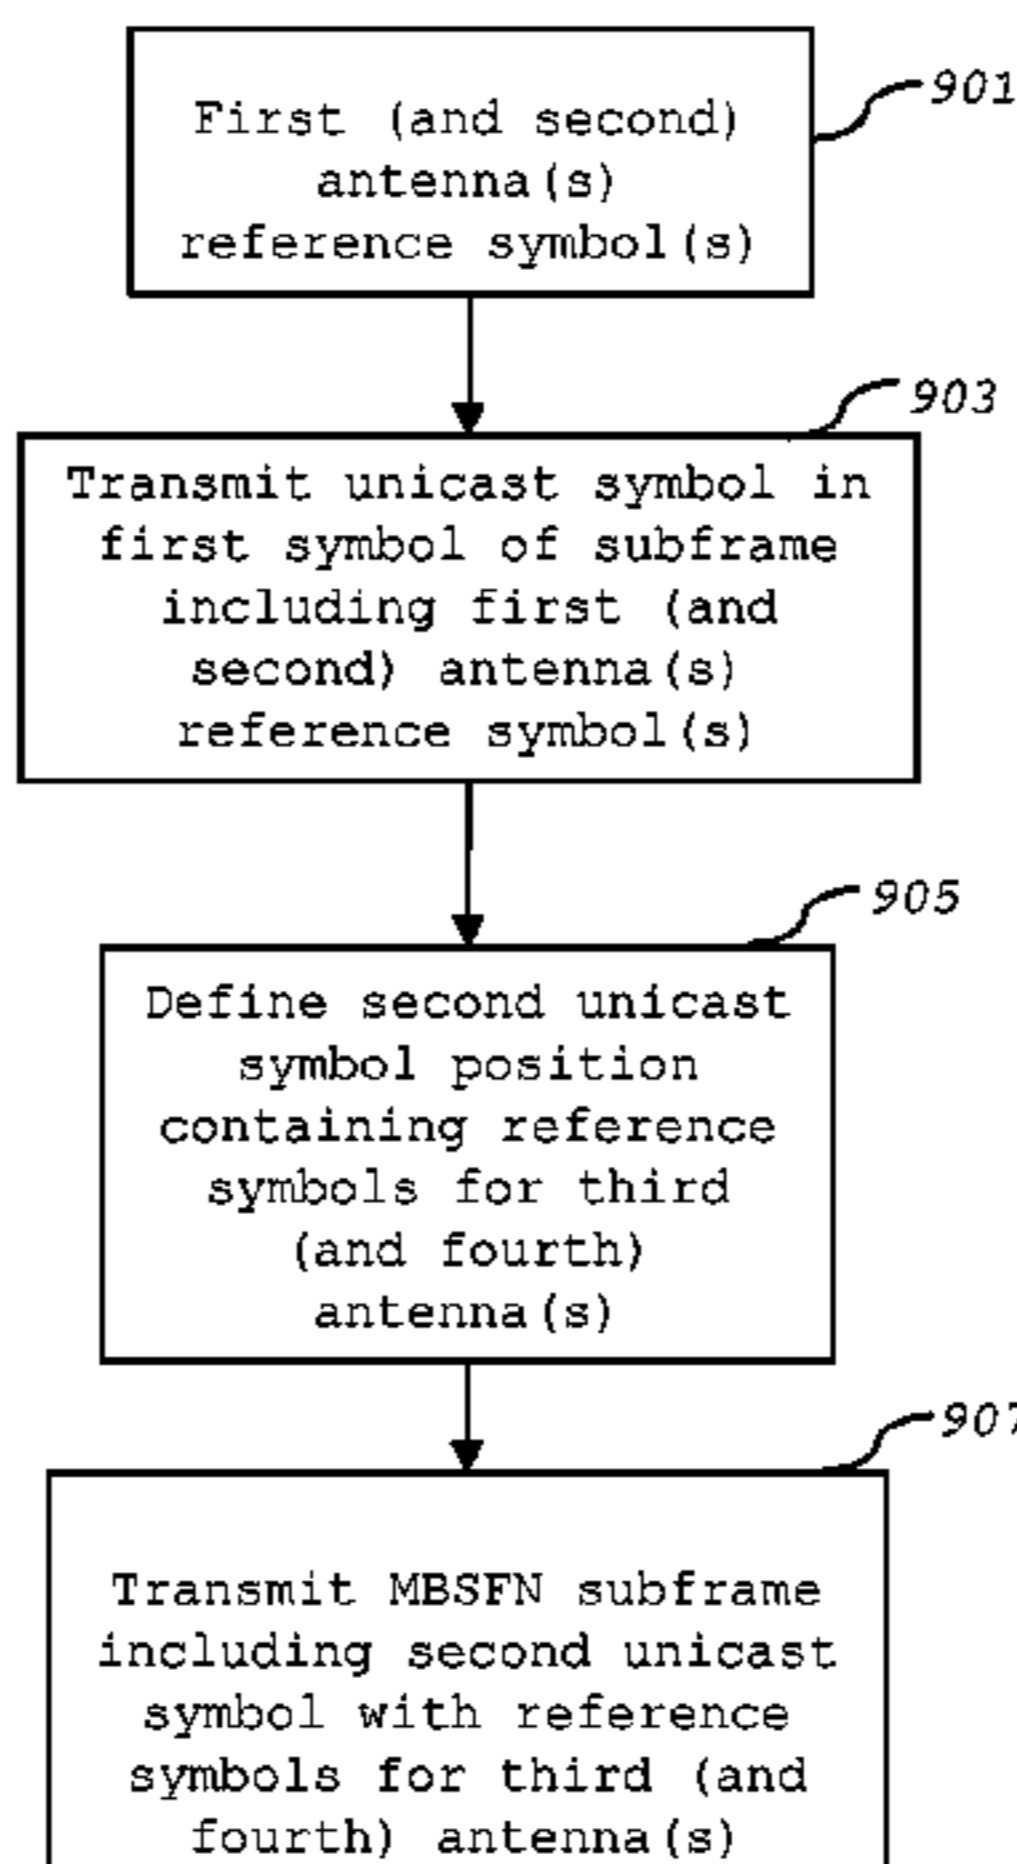 First (and second)
antenna(s)
reference symbol(s)
901
Transmit unicast symbol in
first symbol of subframe
including first (and
second) antenna(s)
reference symbol(s)
903
Define second unicast
symbol position
containing reference
symbols for third
(and fourth)
antenna(s)
905
Transmit MBSFN subframe
including second unicast
symbol with reference
symbols for third (and
fourth) antenna(s)
907